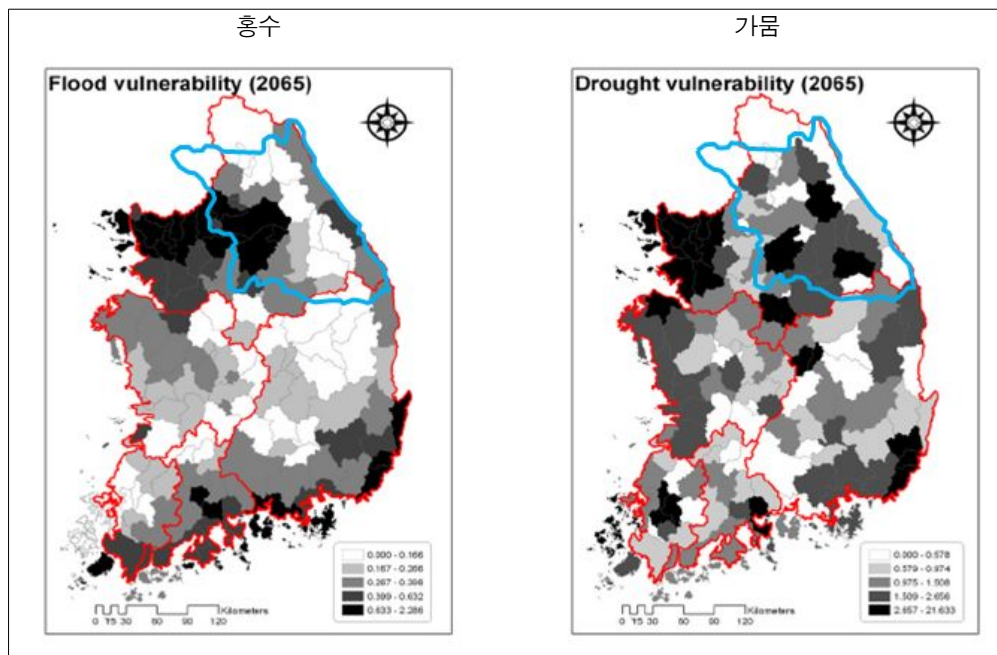 홍수
가뭄
Flood vulnerability (2065)
0.000 - 0.166
0.167 - 0.266
0.267 - 0.398
0.399 - 0.632
0.633 - 2.286
Kilometers
0 15 30 60 90 120
Drought vulnerability (2065)
0.000 - 0.578
0.579 - 0.974
0.975 - 1.508
1.509 - 2.656
2.657 - 21.633
Kilometers
0 15 30 60 90 120